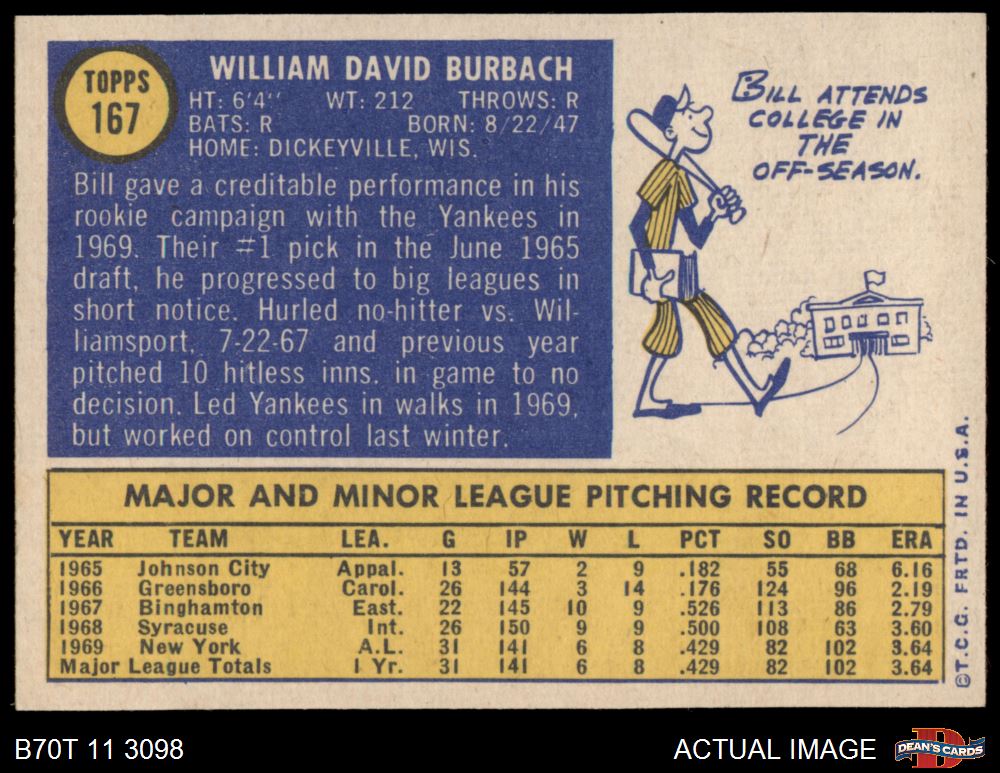 TOPPS
167
WILLIAM DAVID BURBACH
HT: 6'4" WT: 212 THROWS: R
BATS: R BORN: 8/22/47
HOME: DICKEYVILLE, WIS.
Bill gave a creditable performance in his
rookie campaign with the Yankees in
1969. Their #1 pick in the June 1965
draft, he progressed to big leagues in
short notice. Hurled no-hitter vs. Wil-
liamsport, 7-22-67 and previous year
pitched 10 hitless inns. in game to no
decision. Led Yankees in walks in 1969,
but worked on control last winter.
BILL ATTENDS
COLLEGE IN
THE
OFF-SEASON.
MAJOR AND MINOR LEAGUE PITCHING RECORD
YEAR TEAM LEA. G IP W L PCT SO BB ERA
1965 Johnson City Appal. 13 57 2 9 .182 55 68 6.16
1966 Greensboro Carol. 26 144 3 14 .176 124 96 2.19
1967 Binghamton East. 22 145 10 9 .526 113 86 2.79
1968 Syracuse Int. 26 150 9 9 .500 108 63 3.60
1969 New York A.L. 31 141 6 8 .429 82 102 3.64
Major League Totals 1 Yr. 31 141 6 8 .429 82 102 3.64
©T.C.G. PRTD. IN U.S.A.
B70T 11 3098
ACTUAL IMAGE
DEAN'S CARDS